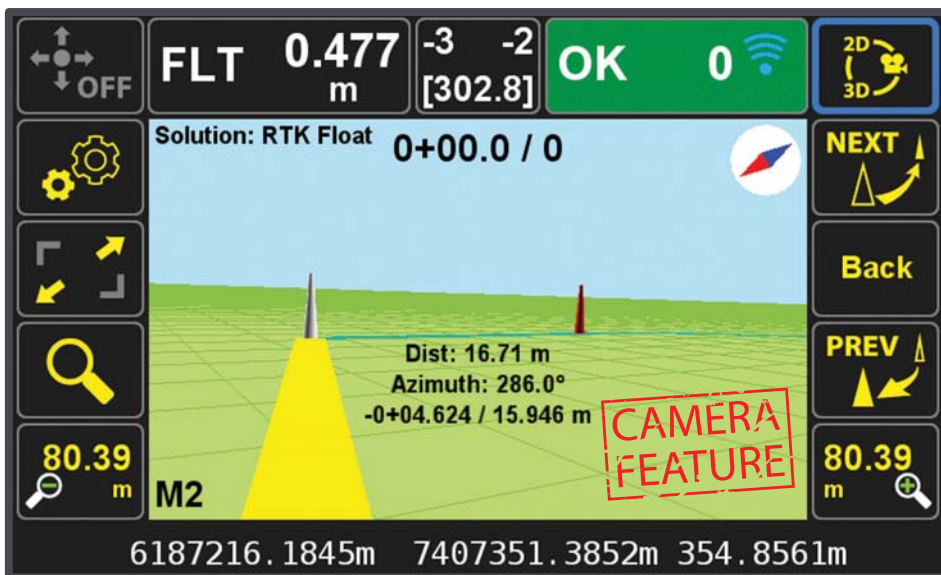 OFF
FLT 0.477 m
-3 -2
[302.8]
OK 0
2D
3D
Solution: RTK Float
0+00.0 / 0
NEXT
Back
Dist: 16.71 m
Azimuth: 286.0°
-0+04.624 / 15.946 m
PREV
CAMERA
FEATURE
80.39
m
M2
80.39
m
6187216.1845m 7407351.3852m 354.8561m